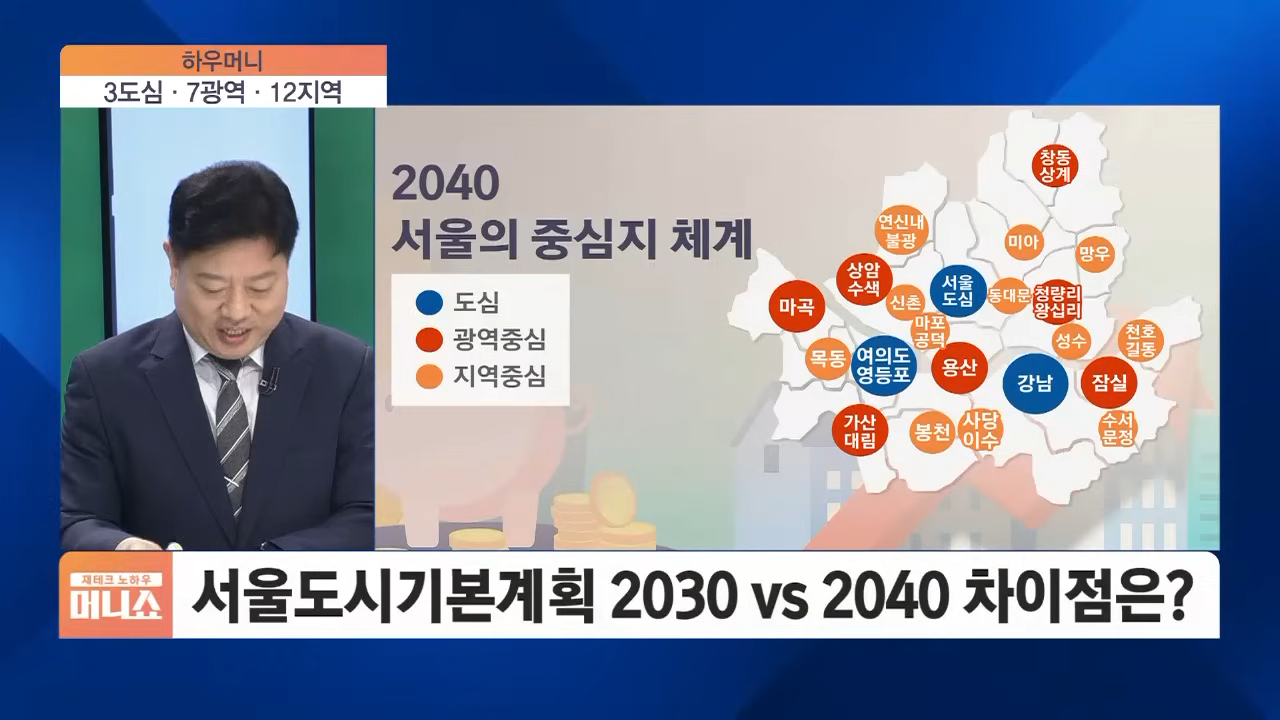 하우머니
3도심 · 7광역 · 12지역
2040
서울의 중심지 체계
도심
광역중심
지역중심
창동
상계
연신내
불광
미아
망우
상암
수색
서울
도심
마곡
신촌
동대문
청량리
왕십리
마포
공덕
성수
천호
길동
목동
여의도
영등포
용산
강남
잠실
가산
대림
봉천
사당
이수
수서
문정
재테크 노하우
머니쇼
서울도시기본계획 2030 vs 2040 차이점은?